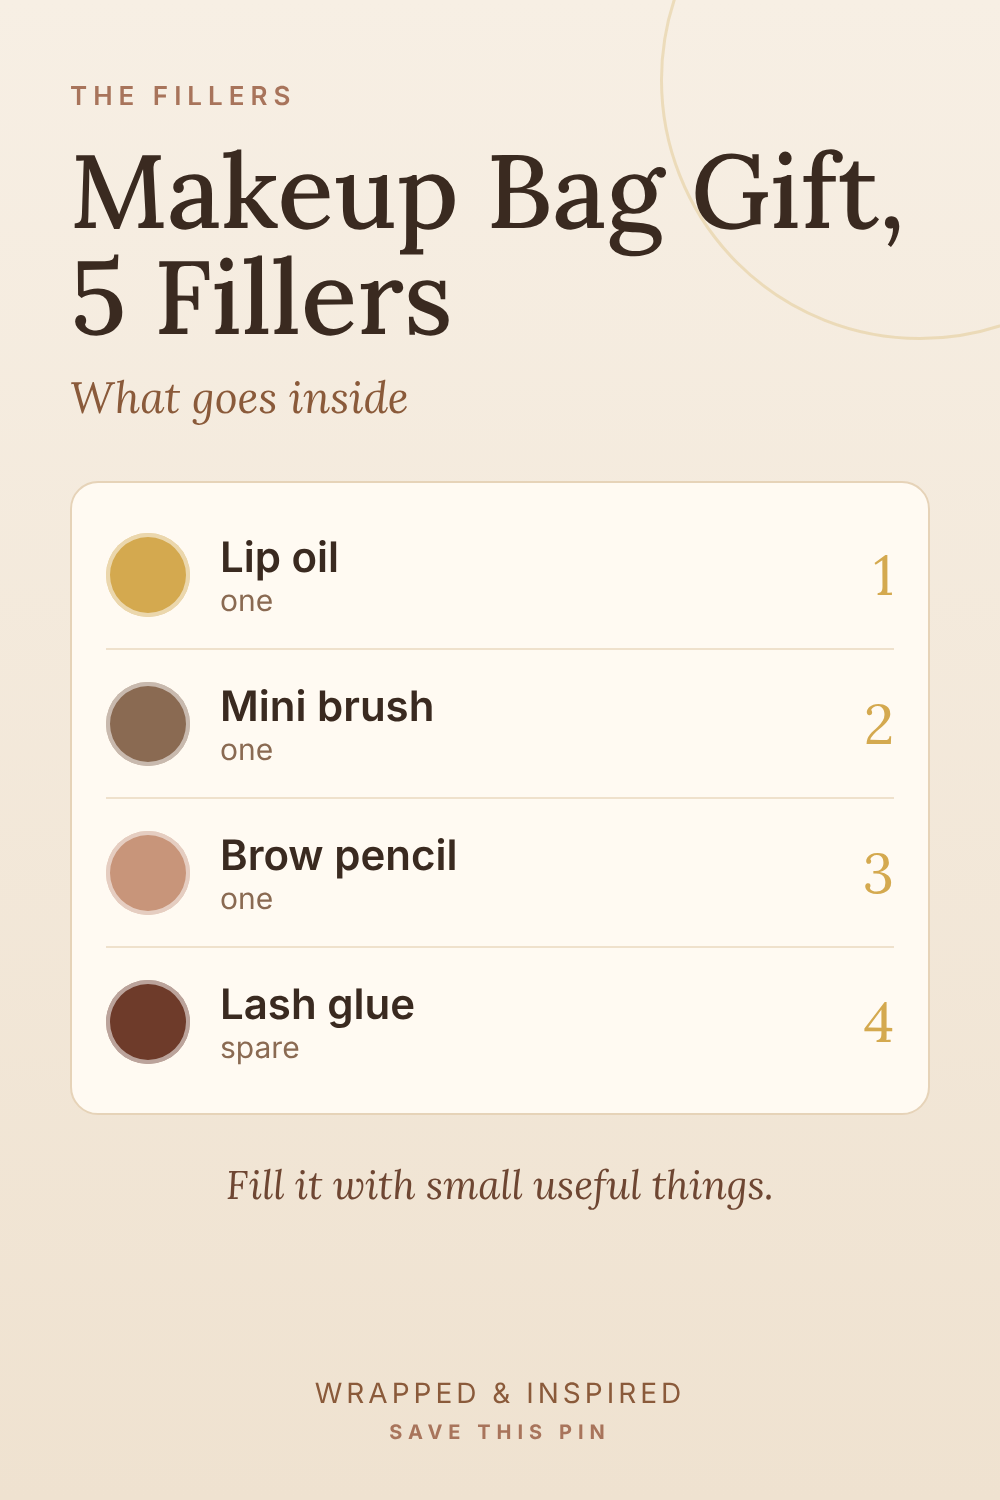 THE FILLERS
Makeup Bag Gift,
5 Fillers
What goes inside
Lip oil
one
1
Mini brush
one
2
Brow pencil
one
3
Lash glue
spare
4
Fill it with small useful things.
WRAPPED & INSPIRED
SAVE THIS PIN